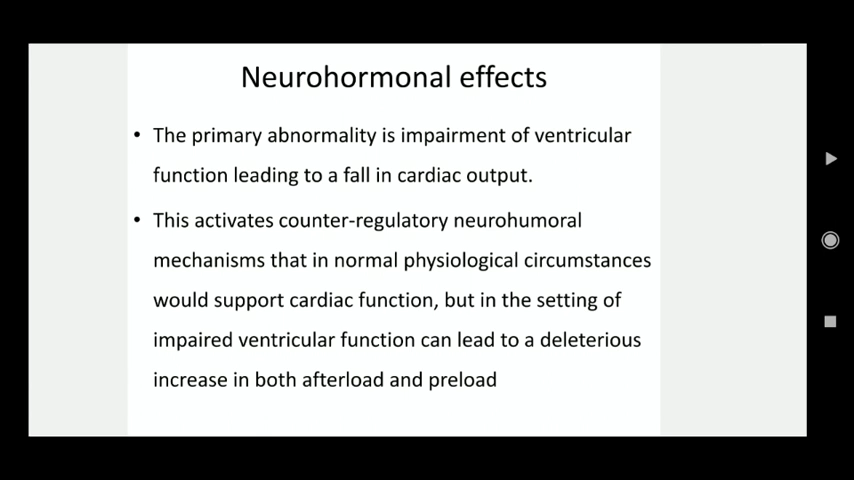 Neurohormonal effects
• The primary abnormality is impairment of ventricular
function leading to a fall in cardiac output.
• This activates counter-regulatory neurohumoral
mechanisms that in normal physiological circumstances
would support cardiac function, but in the setting of
impaired ventricular function can lead to a deleterious
increase in both afterload and preload